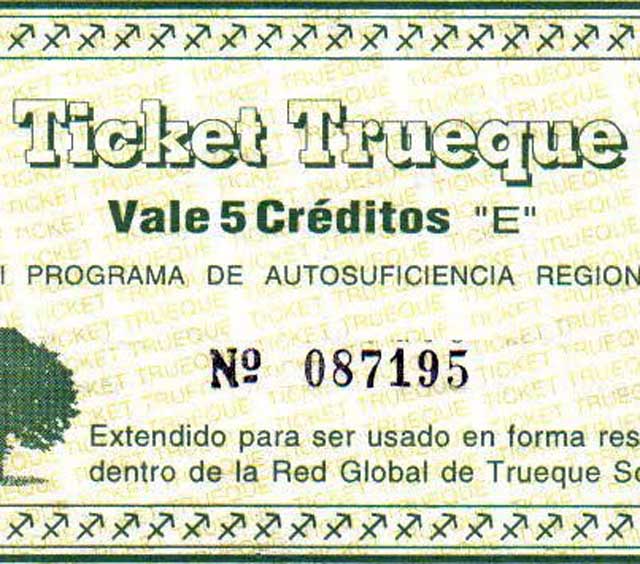 Ticket Trueque
Vale 5 Créditos "E"
PROGRAMA DE AUTOSUFICIENCIA REGION
Nº 087195
Extendido para ser usado en forma res
dentro de la Red Global de Trueque So